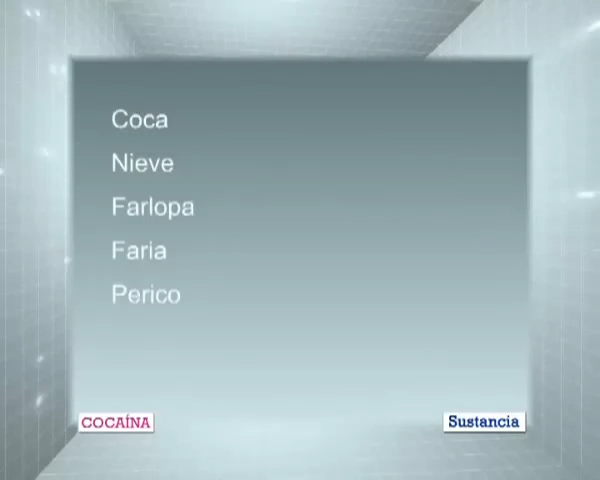 Coca
Nieve
Farlopa
Faria
Perico
COCAÍNA
Sustancia